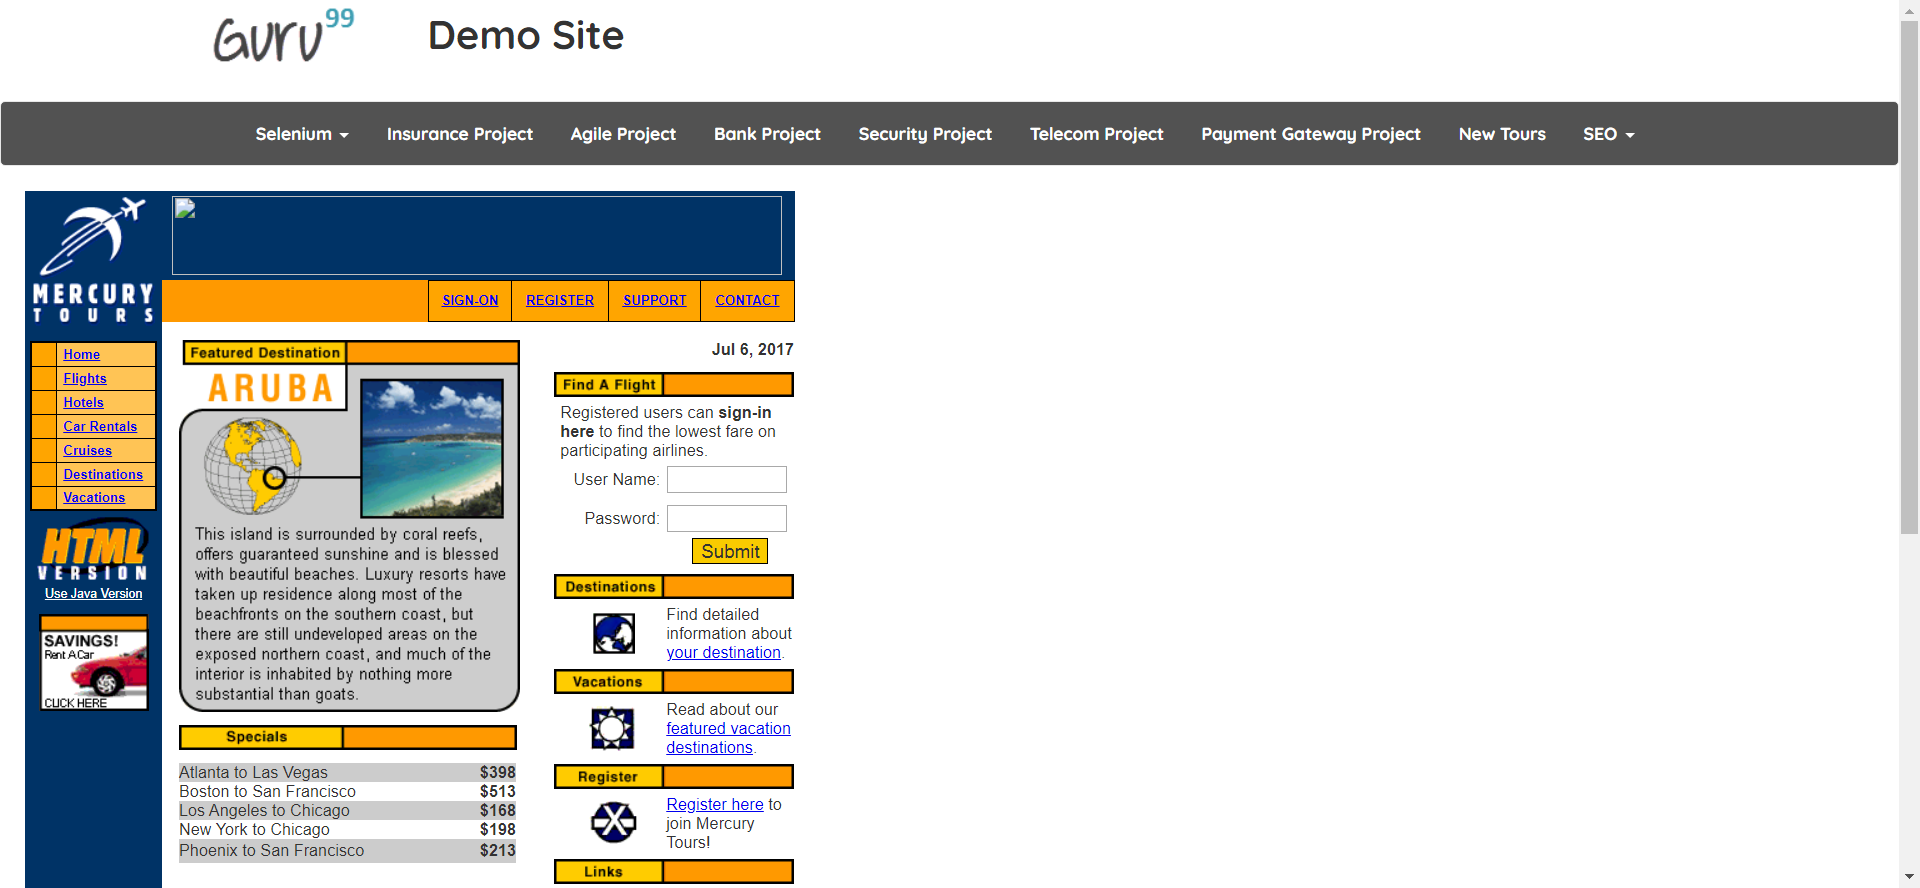 Guru99
Demo Site
Selenium
Insurance Project
Agile Project
Bank Project
Security Project
Telecom Project
Payment Gateway Project
New Tours
SEO
MERCURY
TOURS
SIGN-ON
REGISTER
SUPPORT
CONTACT
Home
Flights
Hotels
Car Rentals
Cruises
Destinations
Vacations
HTML
VERSION
Use Java Version
SAVINGS!
Rent A Car
CLICK HERE
Featured Destination
ARUBA
This island is surrounded by coral reefs,
offers guaranteed sunshine and is blessed
with beautiful beaches. Luxury resorts have
taken up residence along most of the
beachfronts on the southern coast, but
there are still undeveloped areas on the
exposed northern coast, and much of the
interior is inhabited by nothing more
substantial than goats.
Specials
Atlanta to Las Vegas $398
Boston to San Francisco $513
Los Angeles to Chicago $168
New York to Chicago $198
Phoenix to San Francisco $213
Jul 6, 2017
Find A Flight
Registered users can sign-in
here to find the lowest fare on
participating airlines.
User Name:
Password:
Submit
Destinations
Find detailed
information about
your destination.
Vacations
Read about our
featured vacation
destinations.
Register
Register here to
join Mercury
Tours!
Links